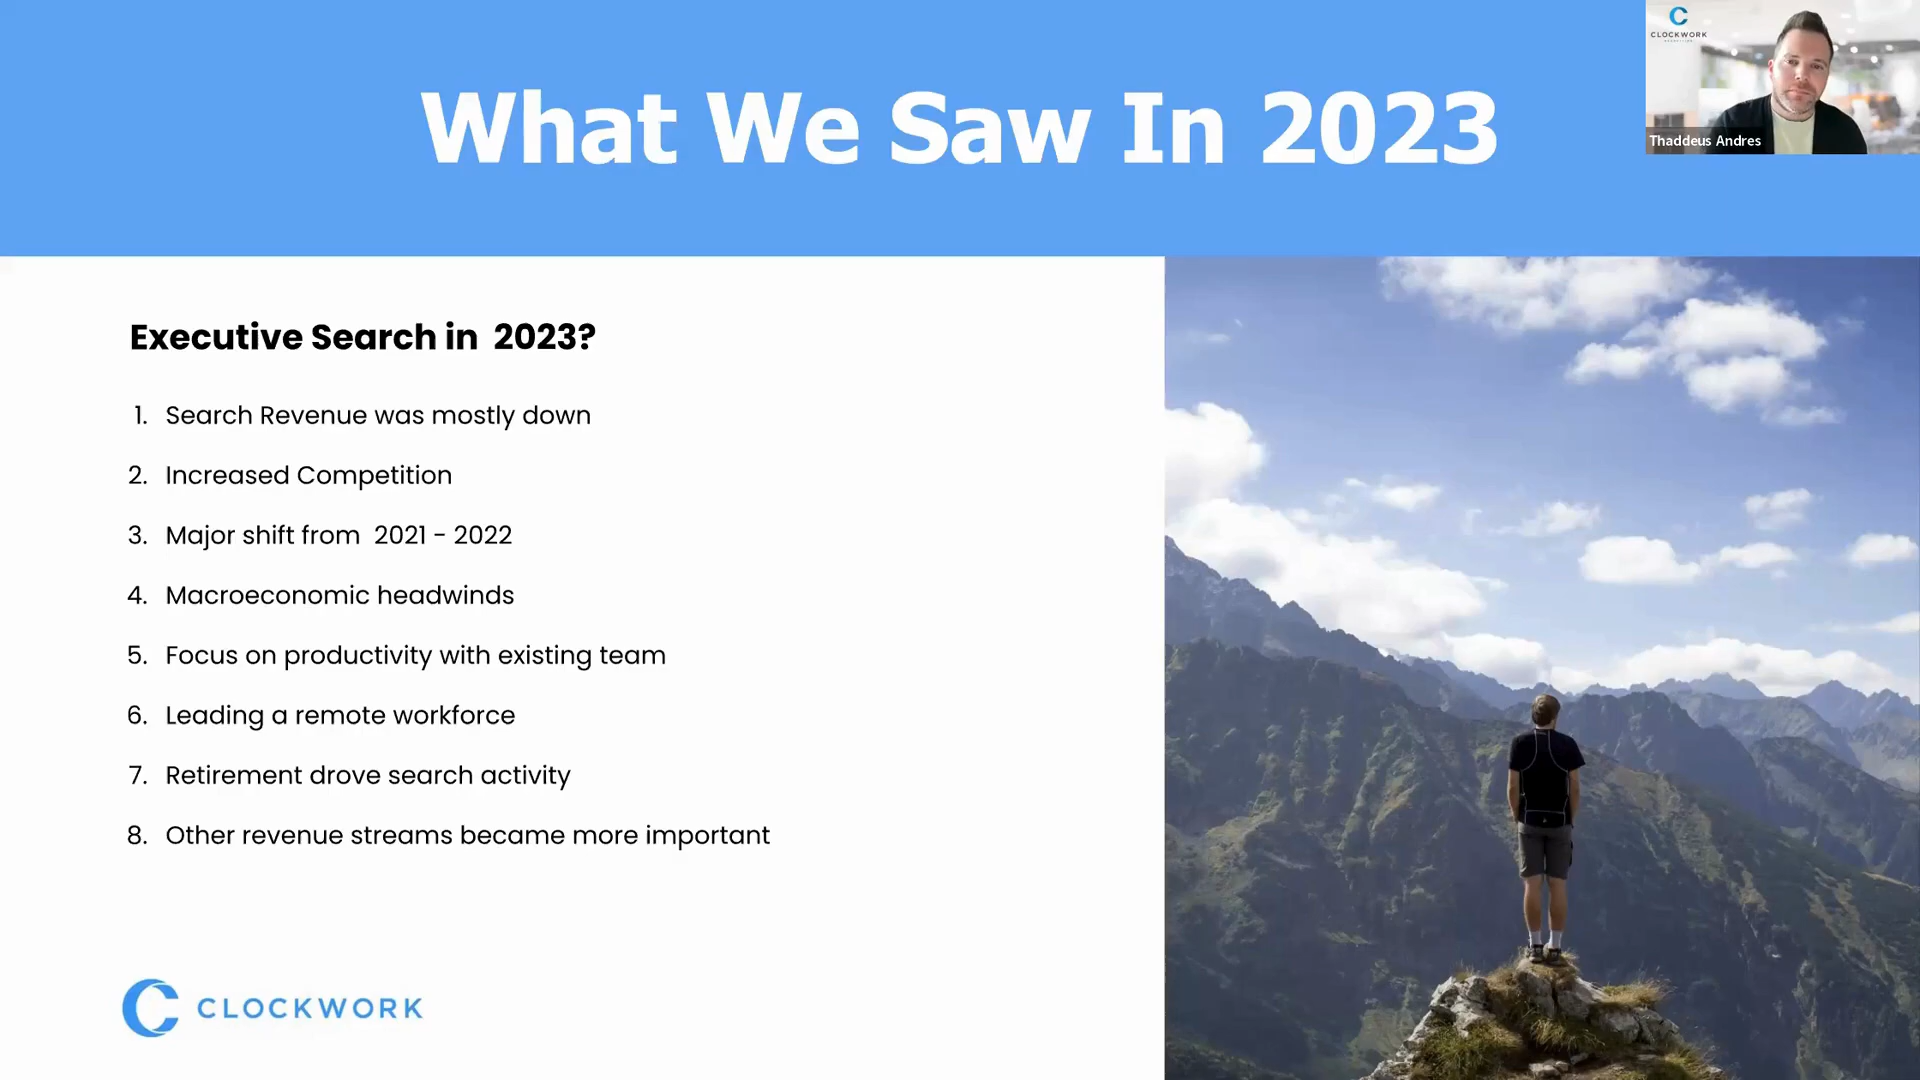 What We Saw In 2023
CLOCKWORK
Thaddeus Andres
Executive Search in 2023?
1. Search Revenue was mostly down
2. Increased Competition
3. Major shift from 2021 - 2022
4. Macroeconomic headwinds
5. Focus on productivity with existing team
6. Leading a remote workforce
7. Retirement drove search activity
8. Other revenue streams became more important
CLOCKWORK